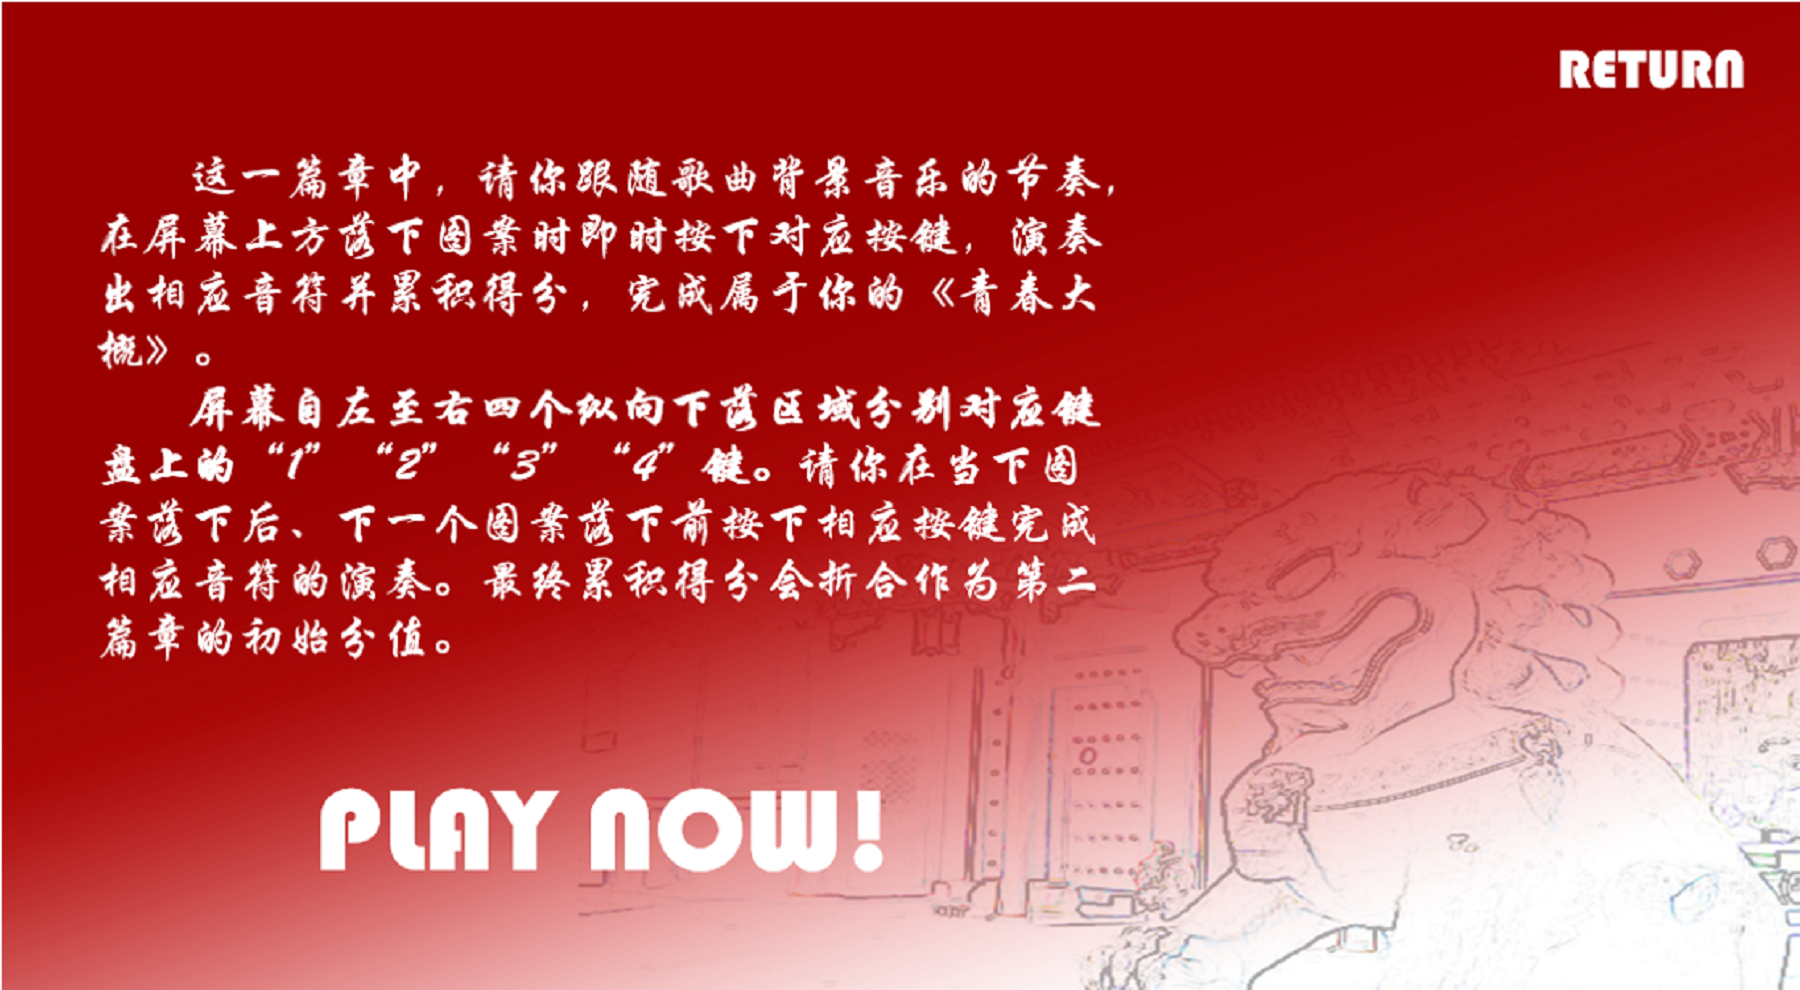 RETURN
这一篇章中，请你跟随歌曲背景音乐的节奏，
在屏幕上方落下图案时即时按下对应按键，演奏
出相应音符并累积得分，完成属于你的《青春大
概》。
屏幕自左至右四个纵向下落区域分别对应键
盘上的“1” “2” “3” “4”键。请你在当下图
案落下后、下一个图案落下前按下相应按键完成
相应音符的演奏。最终累积得分会折合作为第二
篇章的初始分值。
PLAY NOW!